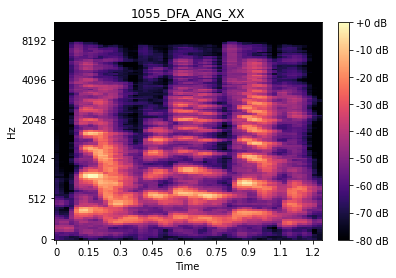 1055_DFA_ANG_XX
8192
4096
2048
1024
512
0
Hz
0 0.15 0.3 0.45 0.6 0.75 0.9 1.1 1.2
Time
+0 dB
-10 dB
-20 dB
-30 dB
-40 dB
-50 dB
-60 dB
-70 dB
-80 dB